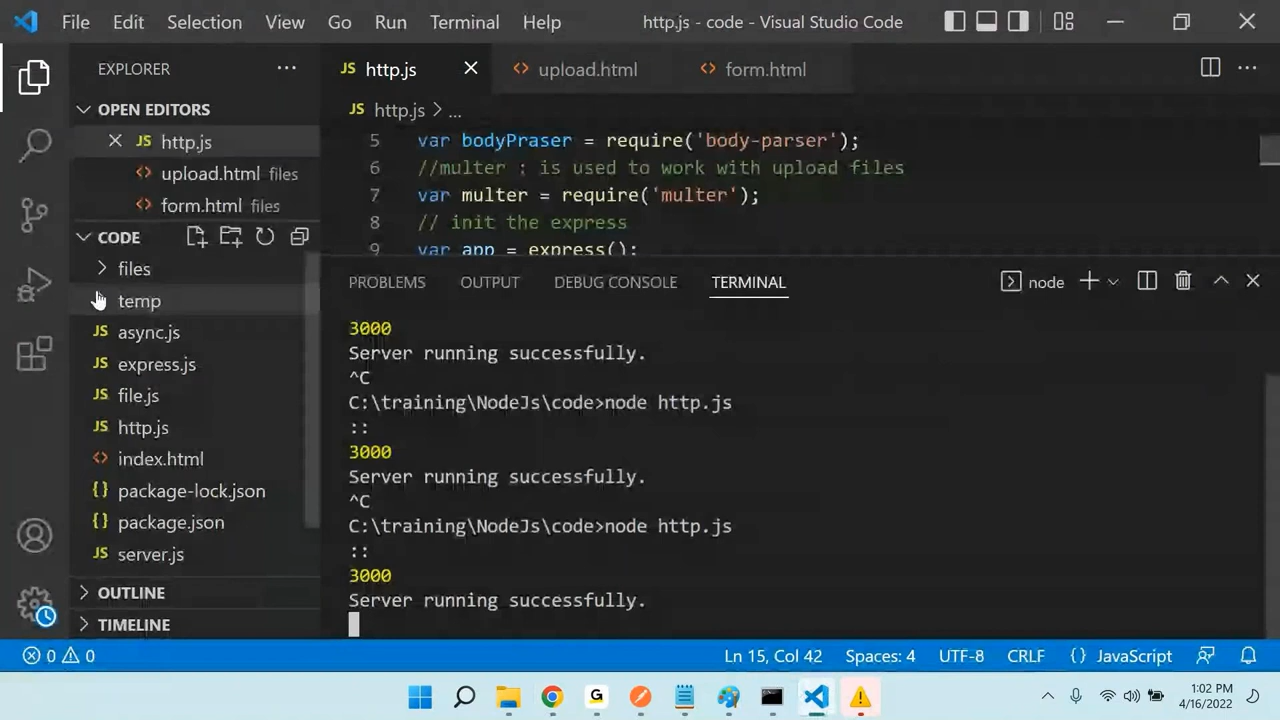 File Edit Selection View Go Run Terminal Help http.js - code - Visual Studio Code
EXPLORER
OPEN EDITORS
JS http.js
<> upload.html files
<> form.html files
CODE
files
temp
JS async.js
JS express.js
JS file.js
JS http.js
<> index.html
{} package-lock.json
{} package.json
JS server.js
OUTLINE
TIMELINE
JS http.js
<> upload.html
<> form.html
JS http.js > ...
5 var bodyPraser = require('body-parser');
6 //multer : is used to work with upload files
7 var multer = require('multer');
8 // init the express
9 var app = express();
PROBLEMS OUTPUT DEBUG CONSOLE TERMINAL node
3000
Server running successfully.
^C
C:\training\NodeJs\code>node http.js
::
3000
Server running successfully.
^C
C:\training\NodeJs\code>node http.js
::
3000
Server running successfully.
0 0 Ln 15, Col 42 Spaces: 4 UTF-8 CRLF {} JavaScript
G
1:02 PM
4/16/2022